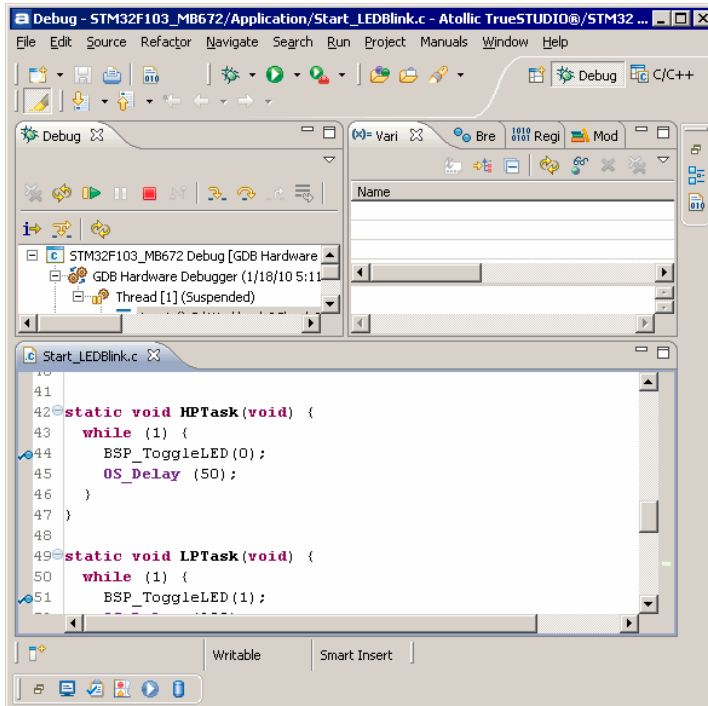 Debug - STM32F103_MB672/Application/Start_LEDBlink.c - Atollic TrueSTUDIO®/STM32 ...
File Edit Source Refactor Navigate Search Run Project Manuals Window Help
Debug C/C++
Debug
(x)= Vari Bre 1010 0101 Regi Mod
Name
STM32F103_MB672 Debug [GDB Hardware
GDB Hardware Debugger (1/18/10 5:11
Thread [1] (Suspended)
Start_LEDBlink.c
41
42 static void HPTask(void) {
43 while (1) {
44 BSP_ToggleLED(0);
45 OS_Delay (50);
46 }
47 }
48
49 static void LPTask(void) {
50 while (1) {
51 BSP_ToggleLED(1);
Writable Smart Insert